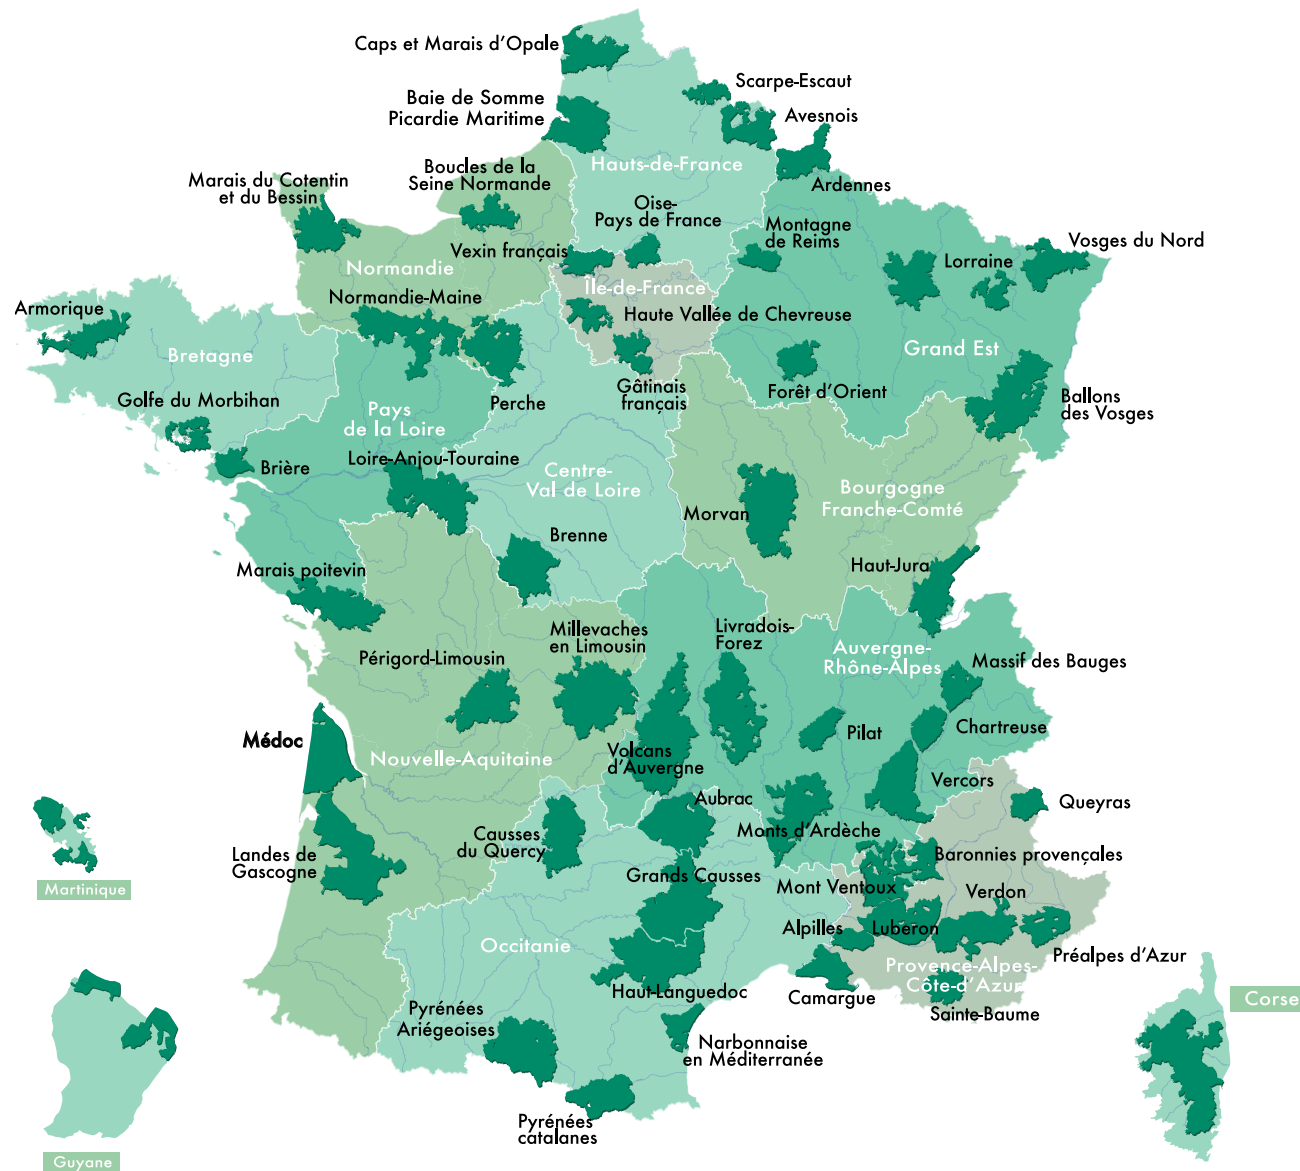 Caps et Marais d'Opale
Scarpe-Escaut
Baie de Somme
Picardie Maritime
Avesnois
Hauts-de-France
Boucles de la
Seine Normande
Marais du Cotentin
et du Bessin
Ardennes
Oise-
Pays de France
Montagne
de Reims
Vosges du Nord
Lorraine
Vexin français
Normandie
Île-de-France
Normandie-Maine
Armorique
Haute Vallée de Chevreuse
Bretagne
Grand Est
Golfe du Morbihan
Perche
Gâtinais
français
Forêt d'Orient
Ballons
des Vosges
Pays
de la Loire
Brière
Loire-Anjou-Touraine
Centre-
Val de Loire
Bourgogne
Franche-Comté
Morvan
Brenne
Marais poitevin
Haut-Jura
Millevaches
en Limousin
Livradois-
Forez
Auvergne-
Rhône-Alpes
Périgord-Limousin
Massif des Bauges
Médoc
Chartreuse
Pilat
Nouvelle-Aquitaine
Volcans
d'Auvergne
Vercors
Aubrac
Queyras
Causses
du Quercy
Monts d'Ardèche
Landes de
Gascogne
Baronnies provençales
Grands Causses
Mont Ventoux
Verdon
Martinique
Alpilles
Luberon
Occitanie
Préalpes d'Azur
Provence-Alpes-
Côte-d'Azur
Haut-Languedoc
Camargue
Sainte-Baume
Corse
Pyrénées
Ariégeoises
Narbonnaise
en Méditerranée
Pyrénées
catalanes
Guyane